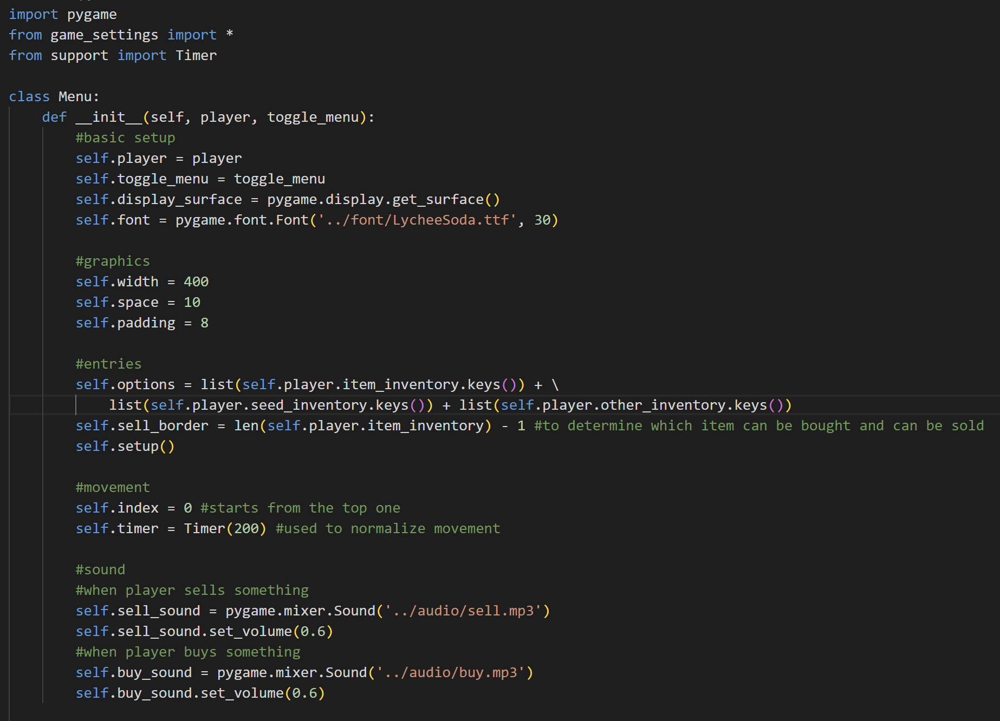 import pygame
from game_settings import *
from support import Timer

class Menu:
    def __init__(self, player, toggle_menu):
        #basic setup
        self.player = player
        self.toggle_menu = toggle_menu
        self.display_surface = pygame.display.get_surface()
        self.font = pygame.font.Font('../font/LycheeSoda.ttf', 30)

        #graphics
        self.width = 400
        self.space = 10
        self.padding = 8

        #entries
        self.options = list(self.player.item_inventory.keys()) + \
            list(self.player.seed_inventory.keys()) + list(self.player.other_inventory.keys())
        self.sell_border = len(self.player.item_inventory) - 1 #to determine which item can be bought and can be sold
        self.setup()

        #movement
        self.index = 0 #starts from the top one
        self.timer = Timer(200) #used to normalize movement

        #sound
        #when player sells something
        self.sell_sound = pygame.mixer.Sound('../audio/sell.mp3')
        self.sell_sound.set_volume(0.6)
        #when player buys something
        self.buy_sound = pygame.mixer.Sound('../audio/buy.mp3')
        self.buy_sound.set_volume(0.6)